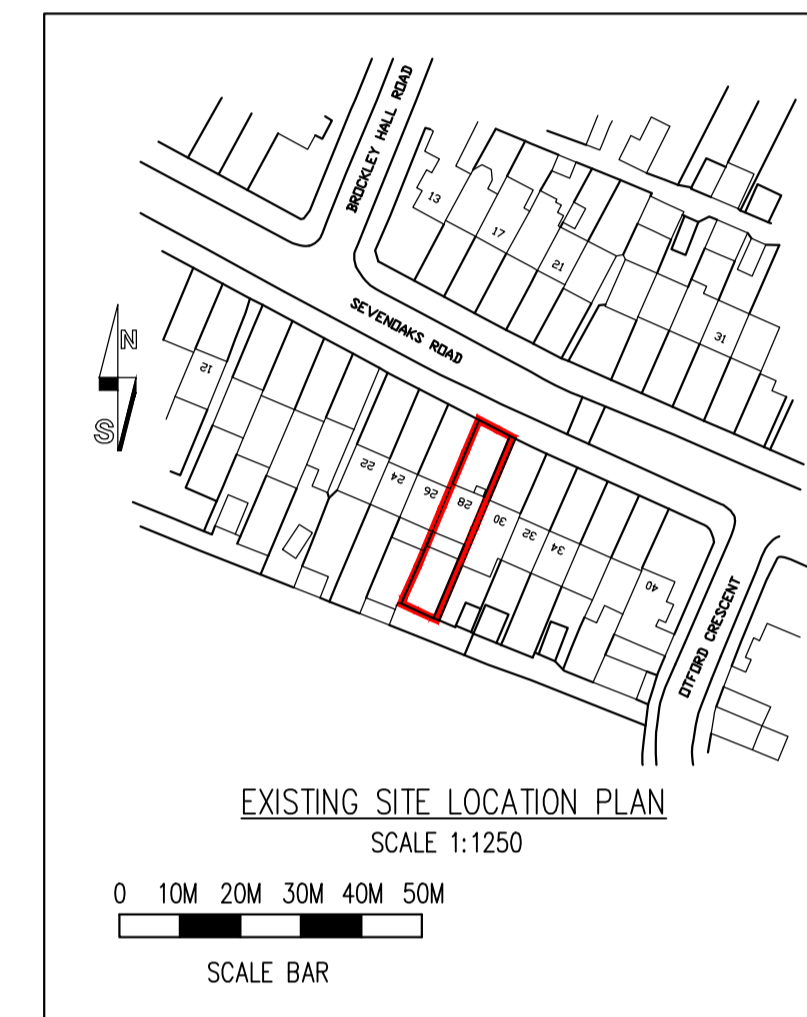 BROCKLEY HALL ROAD
13
17
21
31
SEVENOAKS ROAD
N
S
12
22
24
26
28
30
32
34
40
OTFORD CRESCENT
EXISTING SITE LOCATION PLAN
SCALE 1:1250
0 10M 20M 30M 40M 50M
SCALE BAR